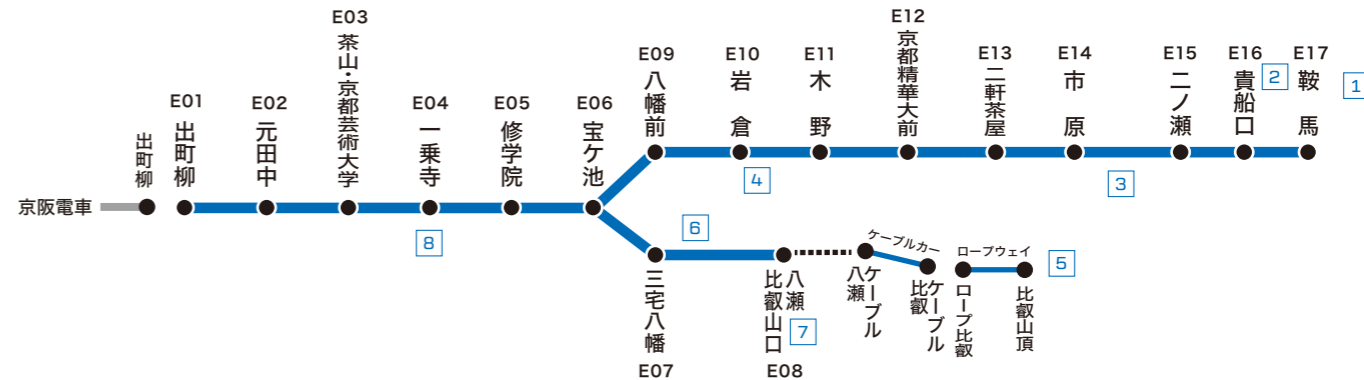 京阪電車
出町柳
E01
出町柳
E02
元田中
E03
茶山・京都芸術大学
E04
一乗寺
E05
修学院
E06
宝ケ池
E09
八幡前
E10
岩倉
E11
木野
E12
京都精華大前
E13
二軒茶屋
E14
市原
E15
二ノ瀬
E16
貴船口
2
E17
鞍馬
1
3
4
8
6
三宅八幡
E07
八瀬
比叡山口
E08
7
ケーブルカー
ケーブル
八瀬
ケーブル
比叡
ロープウェイ
ロープ比叡
比叡山頂
5